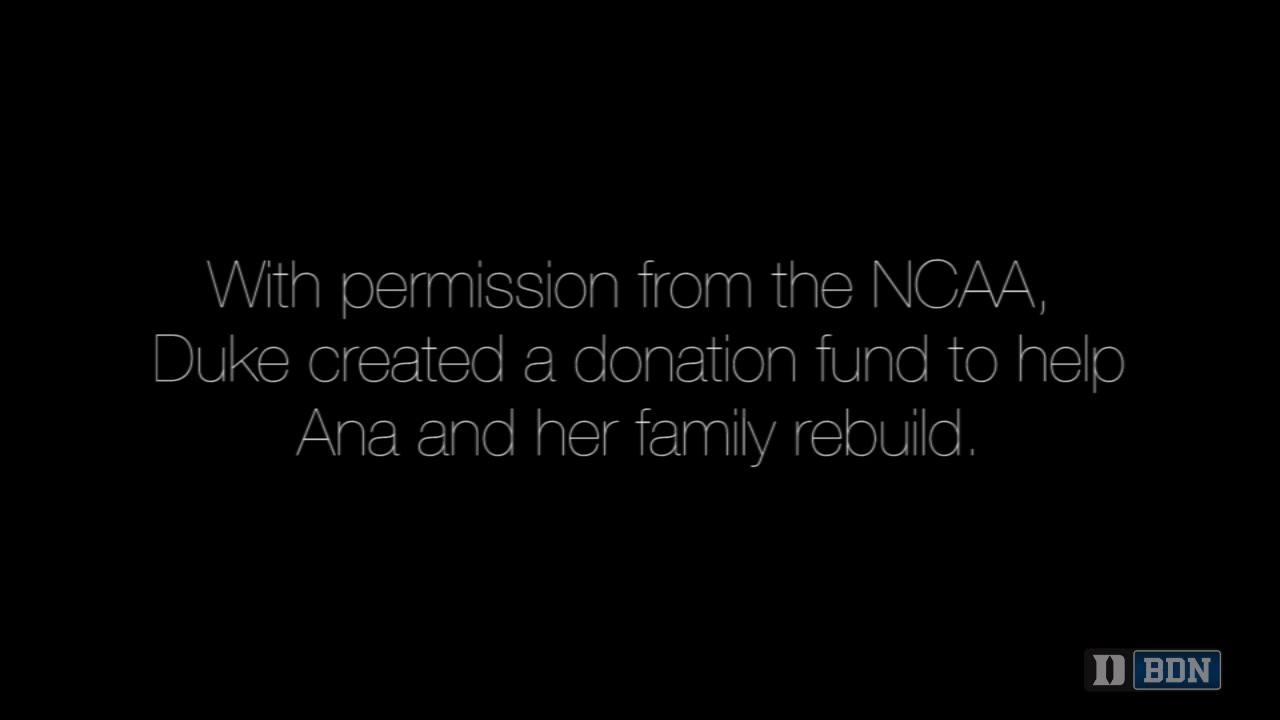 With permission from the NCAA,
Duke created a donation fund to help
Ana and her family rebuild.
D BDN